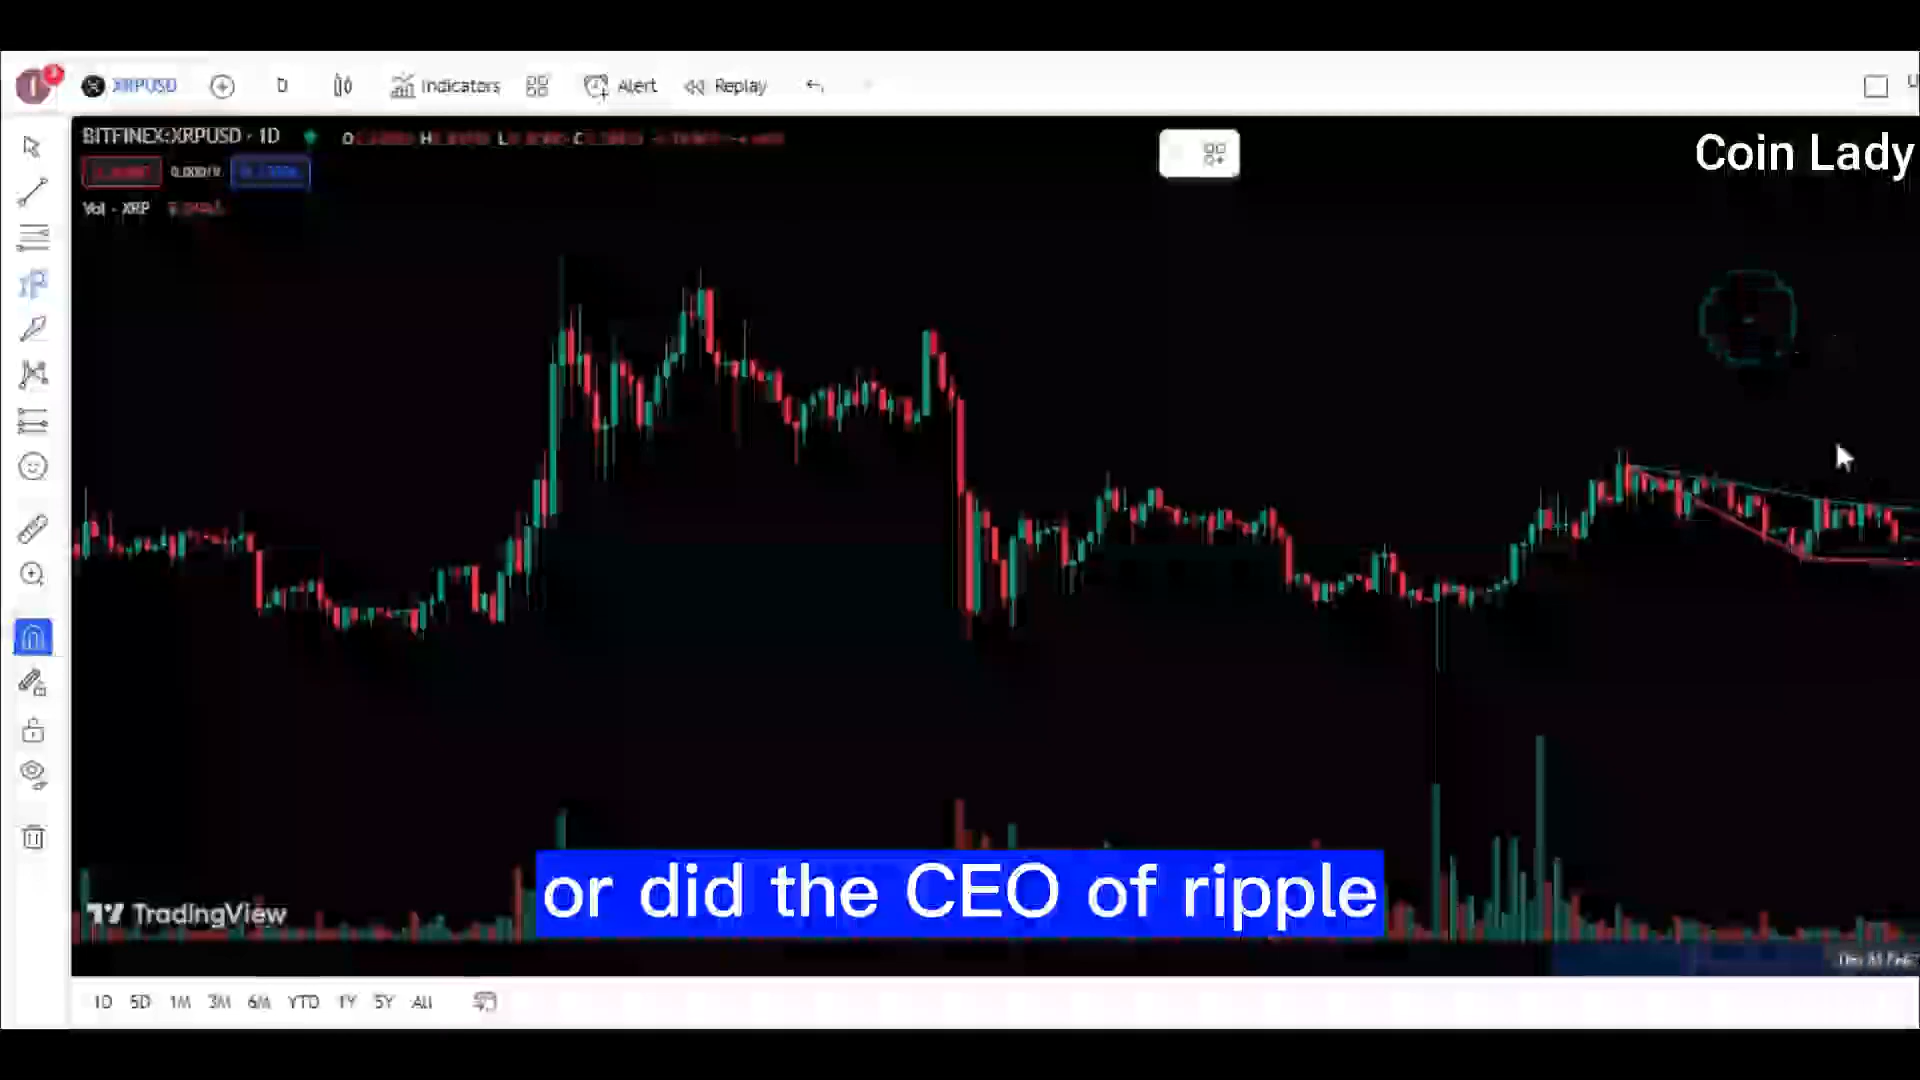 XRPUSD
D
Indicators
Alert
Replay
BITFINEX:XRPUSD · 1D
O
H
L
C
Vol · XRP
Coin Lady
or did the CEO of ripple
TradingView
1D 5D 1M 3M 6M YTD 1Y 5Y All